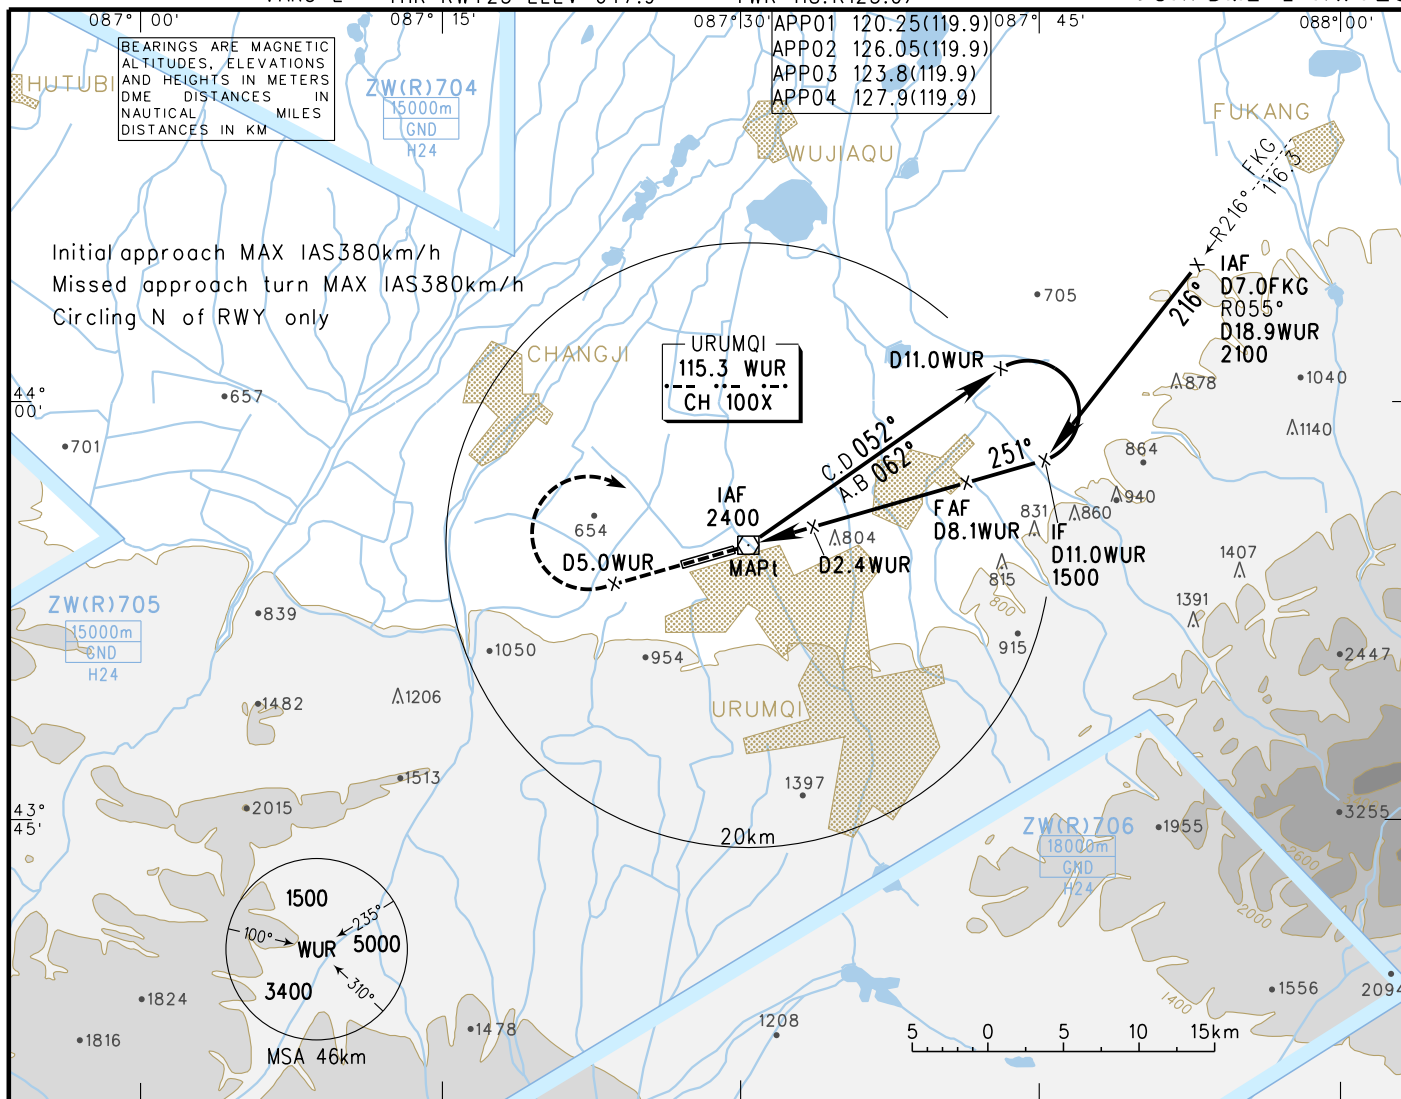 087° 00'
087° 15'
087° 30'
087° 45'
088° 00'
BEARINGS ARE MAGNETIC
ALTITUDES, ELEVATIONS
AND HEIGHTS IN METERS
DME DISTANCES IN
NAUTICAL MILES
DISTANCES IN KM
APP01 120.25(119.9)
APP02 126.05(119.9)
APP03 123.8(119.9)
APP04 127.9(119.9)
HUTUBI
ZW(R)704
15000m
GND
H24
WUJIAQU
FUKANG
FKG
116.5
R216°
Initial approach MAX IAS380km/h
Missed approach turn MAX IAS380km/h
Circling N of RWY only
216°
IAF
D7.0FKG
R055°
D18.9WUR
2100
705
CHANGJI
URUMQI
115.3 WUR
CH 100X
D11.0WUR
878
1040
44°
00'
657
701
1140
C.D 052°
A.B 062°
251°
864
940
860
831
IAF
2400
654
804
FAF
D8.1WUR
IF
D11.0WUR
1500
D5.0WUR
MAPt
D2.4WUR
815
800
1407
1391
ZW(R)705
15000m
GND
H24
839
1050
954
915
2447
1482
1206
URUMQI
1513
2015
1397
43°
45'
20km
ZW(R)706
18000m
GND
H24
1955
3255
2600
2000
1500
235°
100°
WUR
5000
3400
310°
MSA 46km
1824
1816
1478
1208
1400
1556
2094
5 0 5 10 15km